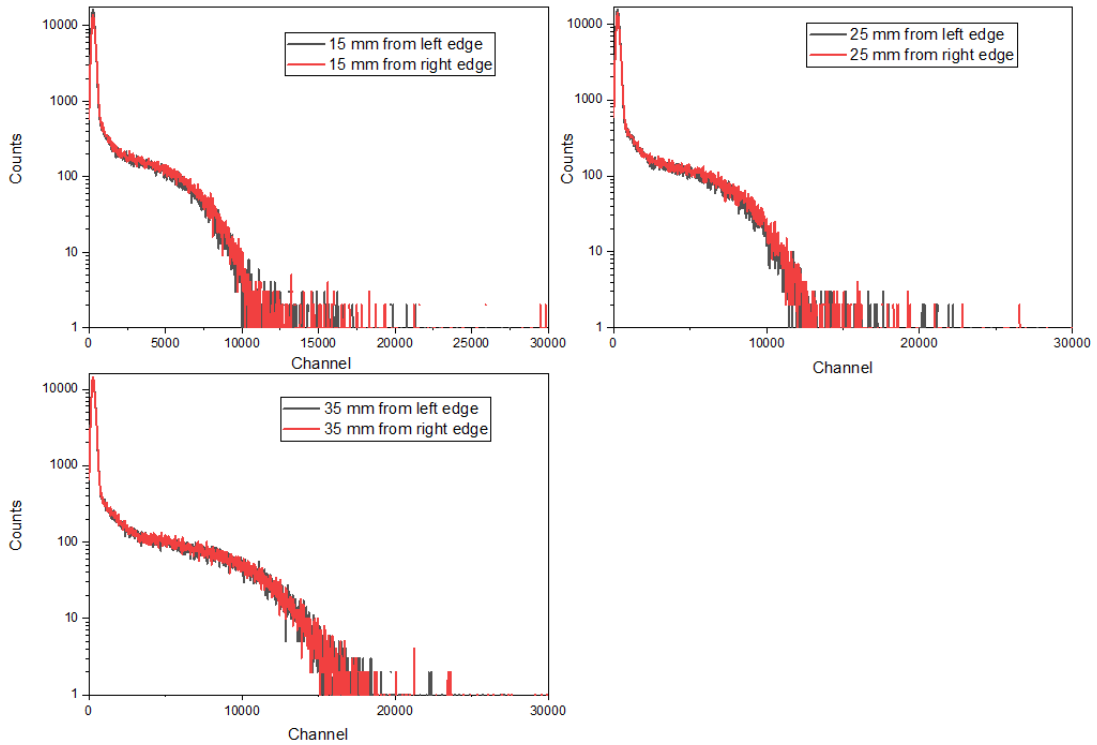 10000
1000
100
10
1
Counts
15 mm from left edge
15 mm from right edge
0 5000 10000 15000 20000 25000 30000
Channel
10000
1000
100
10
1
Counts
25 mm from left edge
25 mm from right edge
0 10000 20000 30000
Channel
10000
1000
100
10
1
Counts
35 mm from left edge
35 mm from right edge
0 10000 20000 30000
Channel